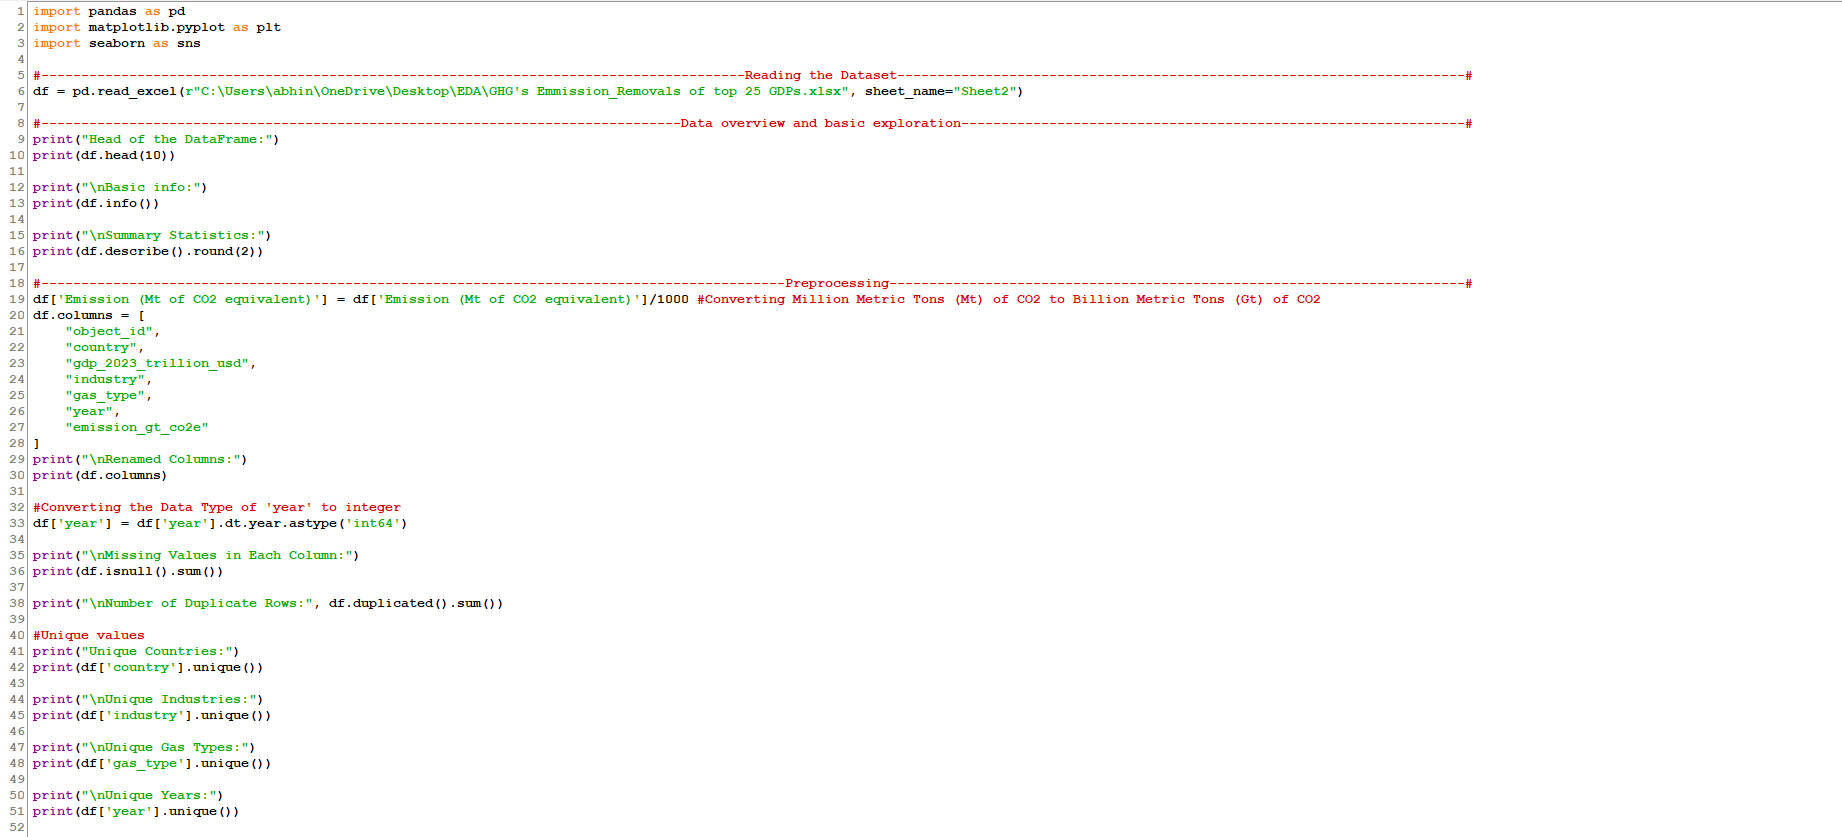 1 import pandas as pd
2 import matplotlib.pyplot as plt
3 import seaborn as sns
4
5 #----------------------------------------------------------------------------------------Reading the Dataset-----------------------------------------------------------------------#
6 df = pd.read_excel(r"C:\Users\abhin\OneDrive\Desktop\EDA\GHG's Emmission_Removals of top 25 GDPs.xlsx", sheet_name="Sheet2")
7
8 #--------------------------------------------------------------------------------Data overview and basic exploration---------------------------------------------------------------#
9 print("Head of the DataFrame:")
10 print(df.head(10))
11
12 print("\nBasic info:")
13 print(df.info())
14
15 print("\nSummary Statistics:")
16 print(df.describe().round(2))
17
18 #---------------------------------------------------------------------------------------------Preprocessing------------------------------------------------------------------------#
19 df['Emission (Mt of CO2 equivalent)'] = df['Emission (Mt of CO2 equivalent)']/1000 #Converting Million Metric Tons (Mt) of CO2 to Billion Metric Tons (Gt) of CO2
20 df.columns = [
21     "object_id",
22     "country",
23     "gdp_2023_trillion_usd",
24     "industry",
25     "gas_type",
26     "year",
27     "emission_gt_co2e"
28 ]
29 print("\nRenamed Columns:")
30 print(df.columns)
31
32 #Converting the Data Type of 'year' to integer
33 df['year'] = df['year'].dt.year.astype('int64')
34
35 print("\nMissing Values in Each Column:")
36 print(df.isnull().sum())
37
38 print("\nNumber of Duplicate Rows:", df.duplicated().sum())
39
40 #Unique values
41 print("Unique Countries:")
42 print(df['country'].unique())
43
44 print("\nUnique Industries:")
45 print(df['industry'].unique())
46
47 print("\nUnique Gas Types:")
48 print(df['gas_type'].unique())
49
50 print("\nUnique Years:")
51 print(df['year'].unique())
52